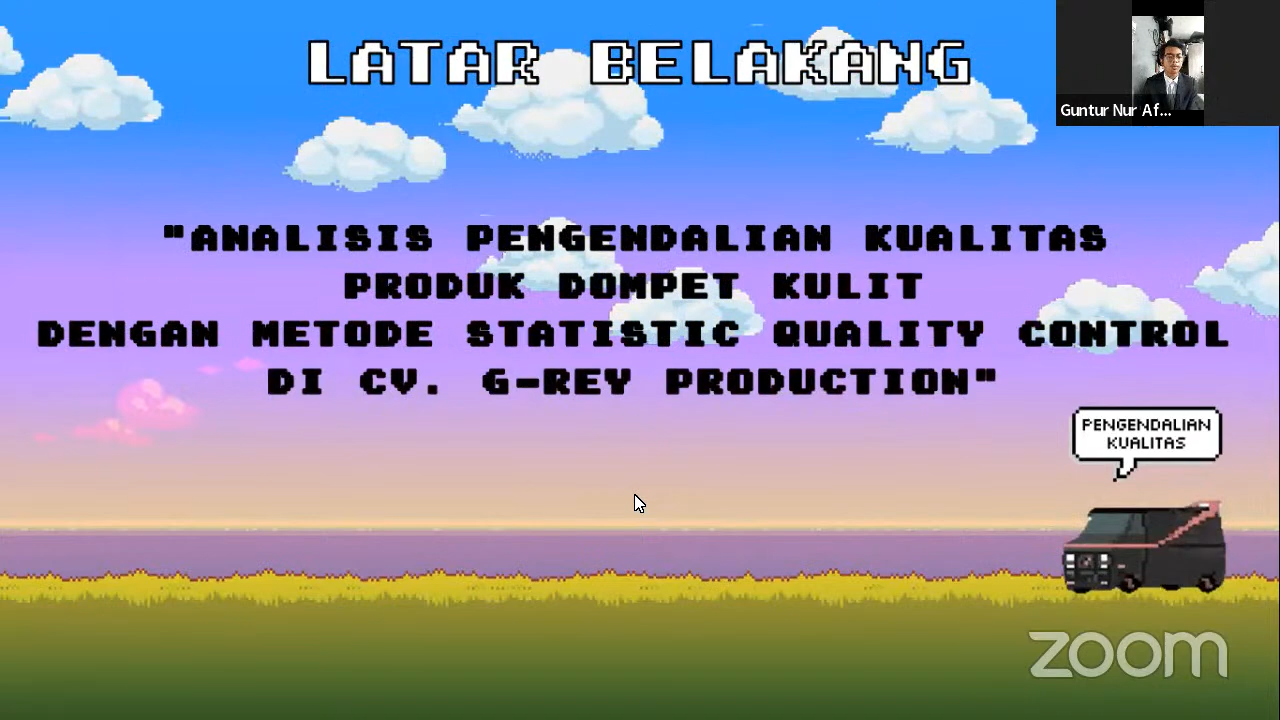 LATAR BELAKANG
Guntur Nur Af...
"ANALISIS PENGENDALIAN KUALITAS
PRODUK DOMPET KULIT
DENGAN METODE STATISTIC QUALITY CONTROL
DI CV. G-REY PRODUCTION"
PENGENDALIAN
KUALITAS
zoom